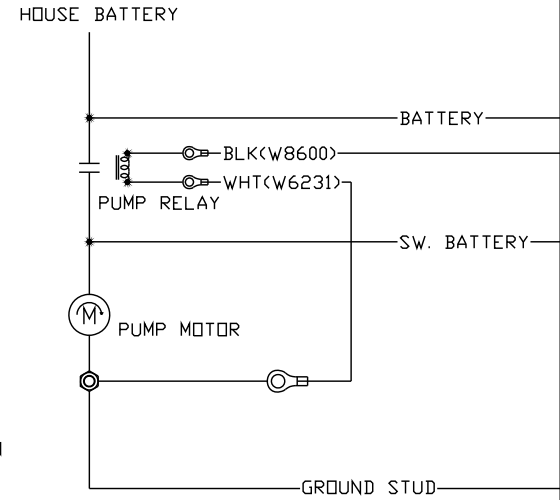 HOUSE BATTERY
BATTERY
BLK(W8600)
WHT(W6231)
PUMP RELAY
SW. BATTERY
M
PUMP MOTOR
GROUND STUD